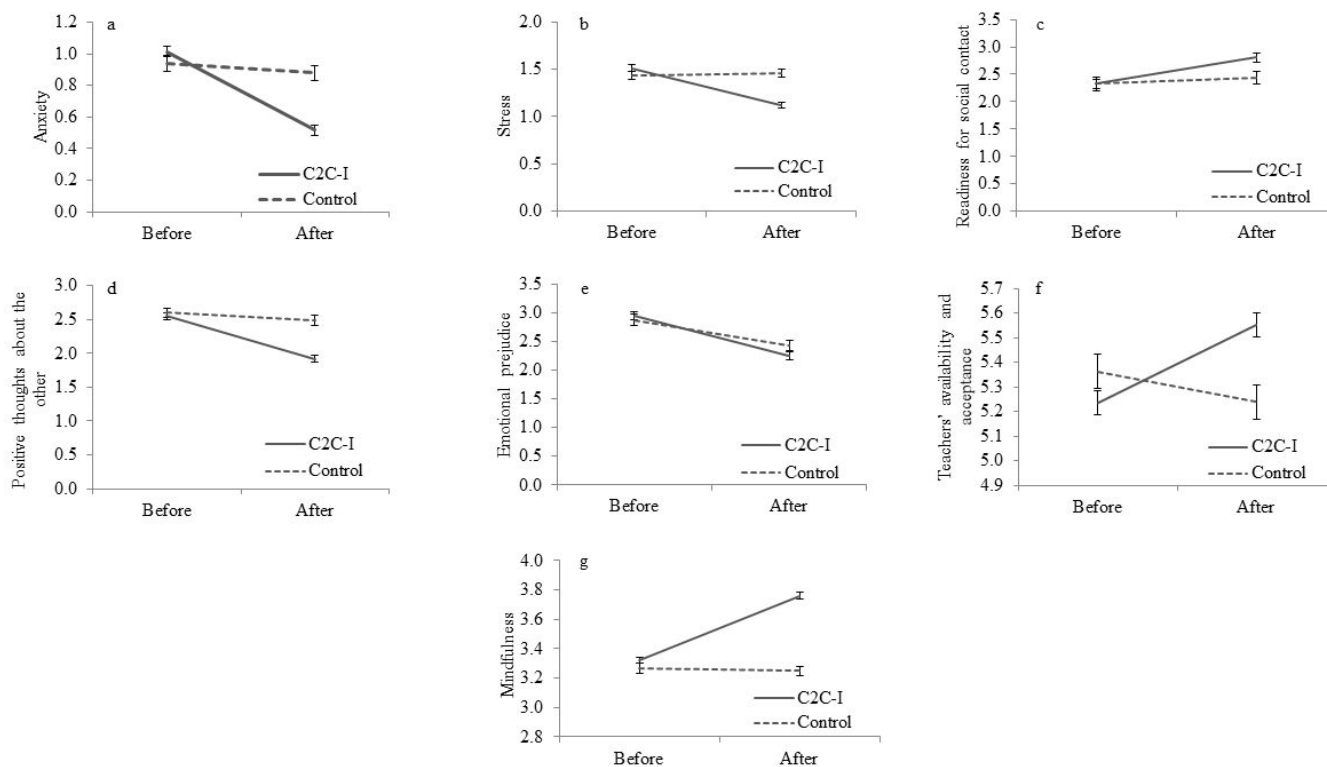 a
1.2
1.0
0.8
0.6
0.4
0.2
0.0
Anxiety
C2C-I
Control
Before After
b
2.0
1.5
1.0
0.5
0.0
Stress
C2C-I
Control
Before After
c
3.5
3.0
2.5
2.0
1.5
1.0
0.5
0.0
Readiness for social contact
C2C-I
Control
Before After
d
3.0
2.5
2.0
1.5
1.0
0.5
0.0
Positive thoughts about the
other
C2C-I
Control
Before After
e
3.5
3.0
2.5
2.0
1.5
1.0
0.5
0.0
Emotional prejudice
C2C-I
Control
Before After
f
5.7
5.6
5.5
5.4
5.3
5.2
5.1
5.0
4.9
Teachers' availability and
acceptance
C2C-I
Control
Before After
g
4.0
3.8
3.6
3.4
3.2
3.0
2.8
Mindfulness
C2C-I
Control
Before After